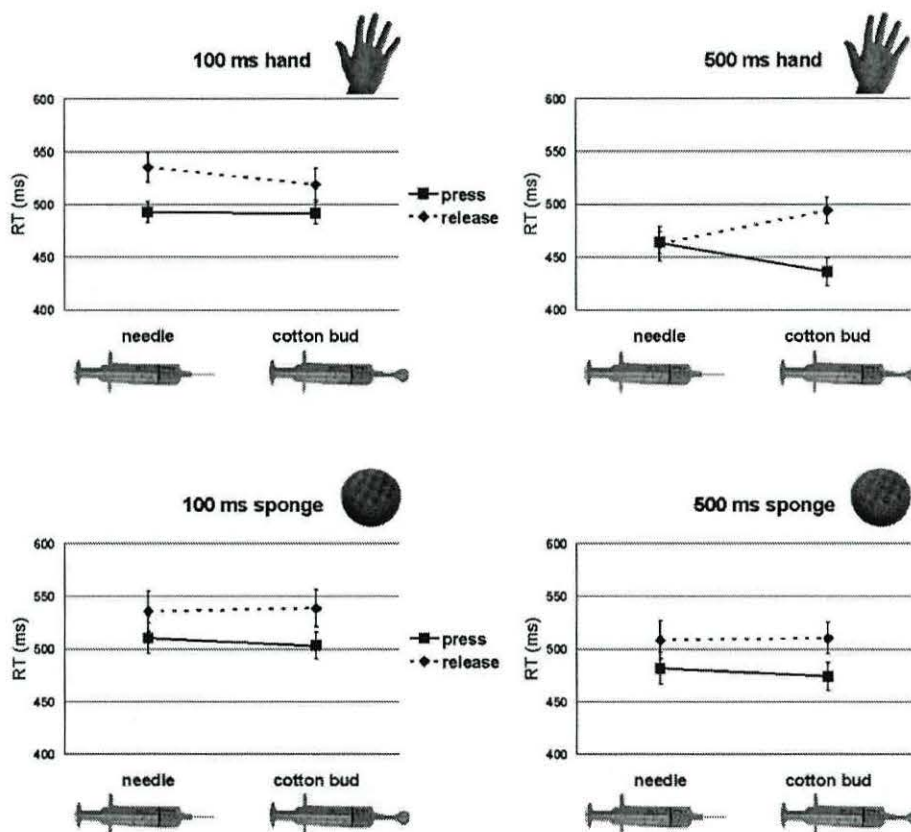 100 ms hand
600
550
500
450
400
RT (ms)
needle
cotton bud
press
release
500 ms hand
600
550
500
450
400
RT (ms)
needle
cotton bud
100 ms sponge
600
550
500
450
400
RT (ms)
needle
cotton bud
press
release
500 ms sponge
600
550
500
450
400
RT (ms)
needle
cotton bud